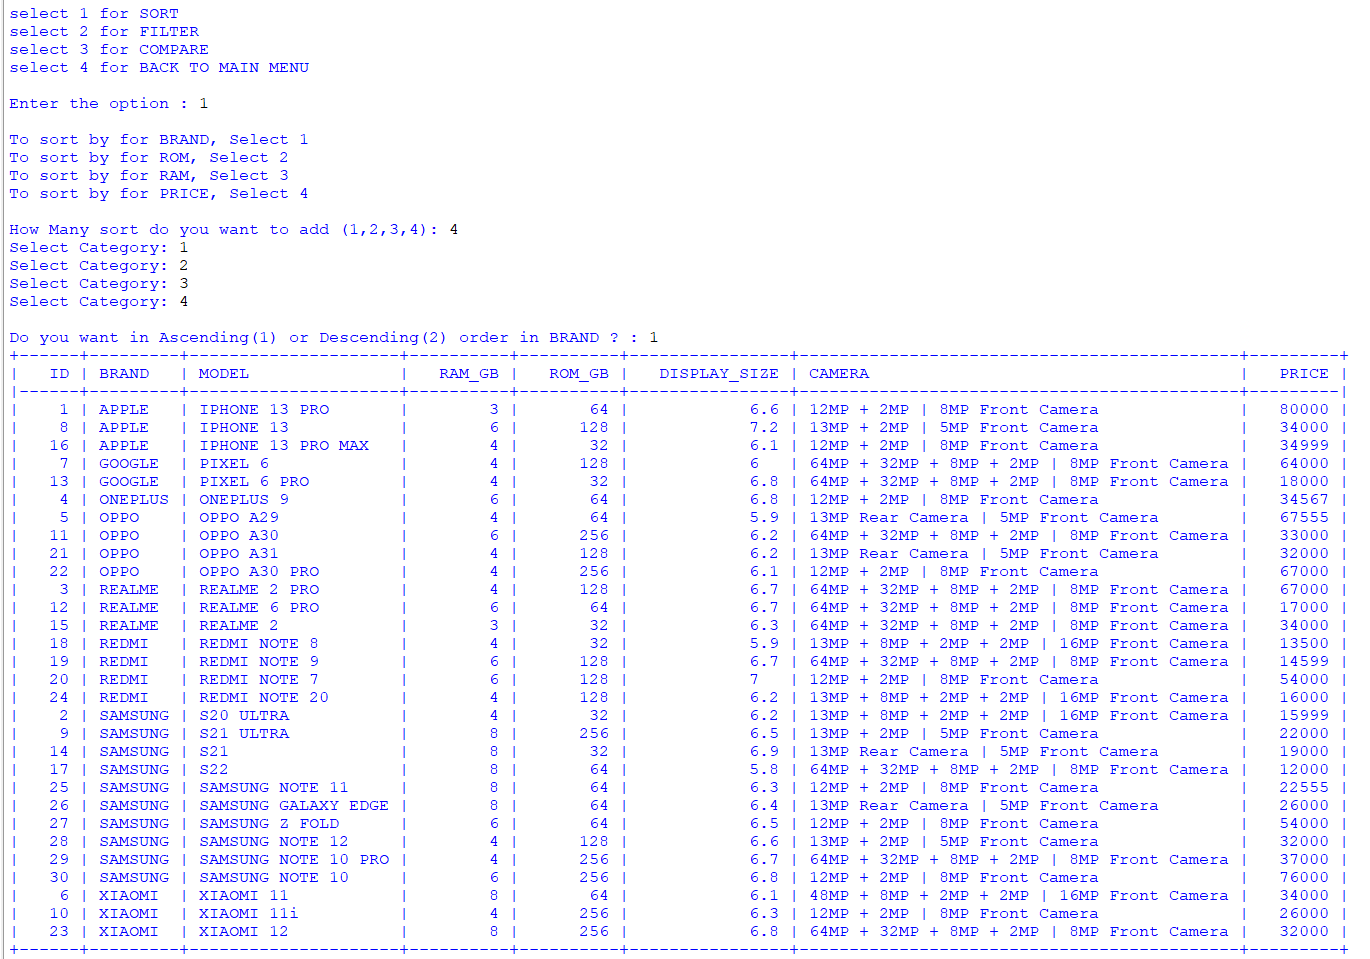 select 1 for SORT
select 2 for FILTER
select 3 for COMPARE
select 4 for BACK TO MAIN MENU
Enter the option : 1
To sort by for BRAND, Select 1
To sort by for ROM, Select 2
To sort by for RAM, Select 3
To sort by for PRICE, Select 4
How Many sort do you want to add (1,2,3,4): 4
Select Category: 1
Select Category: 2
Select Category: 3
Select Category: 4
Do you want in Ascending(1) or Descending(2) order in BRAND ? : 1
| ID | BRAND | MODEL | RAM_GB | ROM_GB | DISPLAY_SIZE | CAMERA | PRICE |
| 1 | APPLE | IPHONE 13 PRO | 3 | 64 | 6.6 | 12MP + 2MP | 8MP Front Camera | 80000 |
| 8 | APPLE | IPHONE 13 | 6 | 128 | 7.2 | 13MP + 2MP | 5MP Front Camera | 34000 |
| 16 | APPLE | IPHONE 13 PRO MAX | 4 | 32 | 6.1 | 12MP + 2MP | 8MP Front Camera | 34999 |
| 7 | GOOGLE | PIXEL 6 | 4 | 128 | 6 | 64MP + 32MP + 8MP + 2MP | 8MP Front Camera | 64000 |
| 13 | GOOGLE | PIXEL 6 PRO | 4 | 32 | 6.8 | 64MP + 32MP + 8MP + 2MP | 8MP Front Camera | 18000 |
| 4 | ONEPLUS | ONEPLUS 9 | 6 | 64 | 6.8 | 12MP + 2MP | 8MP Front Camera | 34567 |
| 5 | OPPO | OPPO A29 | 4 | 64 | 5.9 | 13MP Rear Camera | 5MP Front Camera | 67555 |
| 11 | OPPO | OPPO A30 | 6 | 256 | 6.2 | 64MP + 32MP + 8MP + 2MP | 8MP Front Camera | 33000 |
| 21 | OPPO | OPPO A31 | 4 | 128 | 6.2 | 13MP Rear Camera | 5MP Front Camera | 32000 |
| 22 | OPPO | OPPO A30 PRO | 4 | 256 | 6.1 | 12MP + 2MP | 8MP Front Camera | 67000 |
| 3 | REALME | REALME 2 PRO | 4 | 128 | 6.7 | 64MP + 32MP + 8MP + 2MP | 8MP Front Camera | 67000 |
| 12 | REALME | REALME 6 PRO | 6 | 64 | 6.7 | 64MP + 32MP + 8MP + 2MP | 8MP Front Camera | 17000 |
| 15 | REALME | REALME 2 | 3 | 32 | 6.3 | 64MP + 32MP + 8MP + 2MP | 8MP Front Camera | 34000 |
| 18 | REDMI | REDMI NOTE 8 | 4 | 32 | 5.9 | 13MP + 8MP + 2MP + 2MP | 16MP Front Camera | 13500 |
| 19 | REDMI | REDMI NOTE 9 | 6 | 128 | 6.7 | 64MP + 32MP + 8MP + 2MP | 8MP Front Camera | 14599 |
| 20 | REDMI | REDMI NOTE 7 | 6 | 128 | 7 | 12MP + 2MP | 8MP Front Camera | 54000 |
| 24 | REDMI | REDMI NOTE 20 | 4 | 128 | 6.2 | 13MP + 8MP + 2MP + 2MP | 16MP Front Camera | 16000 |
| 2 | SAMSUNG | S20 ULTRA | 4 | 32 | 6.2 | 13MP + 8MP + 2MP + 2MP | 16MP Front Camera | 15999 |
| 9 | SAMSUNG | S21 ULTRA | 8 | 256 | 6.5 | 13MP + 2MP | 5MP Front Camera | 22000 |
| 14 | SAMSUNG | S21 | 8 | 32 | 6.9 | 13MP Rear Camera | 5MP Front Camera | 19000 |
| 17 | SAMSUNG | S22 | 8 | 64 | 5.8 | 64MP + 32MP + 8MP + 2MP | 8MP Front Camera | 12000 |
| 25 | SAMSUNG | SAMSUNG NOTE 11 | 8 | 64 | 6.3 | 12MP + 2MP | 8MP Front Camera | 22555 |
| 26 | SAMSUNG | SAMSUNG GALAXY EDGE | 8 | 64 | 6.4 | 13MP Rear Camera | 5MP Front Camera | 26000 |
| 27 | SAMSUNG | SAMSUNG Z FOLD | 6 | 64 | 6.5 | 12MP + 2MP | 8MP Front Camera | 54000 |
| 28 | SAMSUNG | SAMSUNG NOTE 12 | 4 | 128 | 6.6 | 13MP + 2MP | 5MP Front Camera | 32000 |
| 29 | SAMSUNG | SAMSUNG NOTE 10 PRO | 4 | 256 | 6.7 | 64MP + 32MP + 8MP + 2MP | 8MP Front Camera | 37000 |
| 30 | SAMSUNG | SAMSUNG NOTE 10 | 6 | 256 | 6.8 | 12MP + 2MP | 8MP Front Camera | 76000 |
| 6 | XIAOMI | XIAOMI 11 | 8 | 64 | 6.1 | 48MP + 8MP + 2MP + 2MP | 16MP Front Camera | 34000 |
| 10 | XIAOMI | XIAOMI 11i | 4 | 256 | 6.3 | 12MP + 2MP | 8MP Front Camera | 26000 |
| 23 | XIAOMI | XIAOMI 12 | 8 | 256 | 6.8 | 64MP + 32MP + 8MP + 2MP | 8MP Front Camera | 32000 |